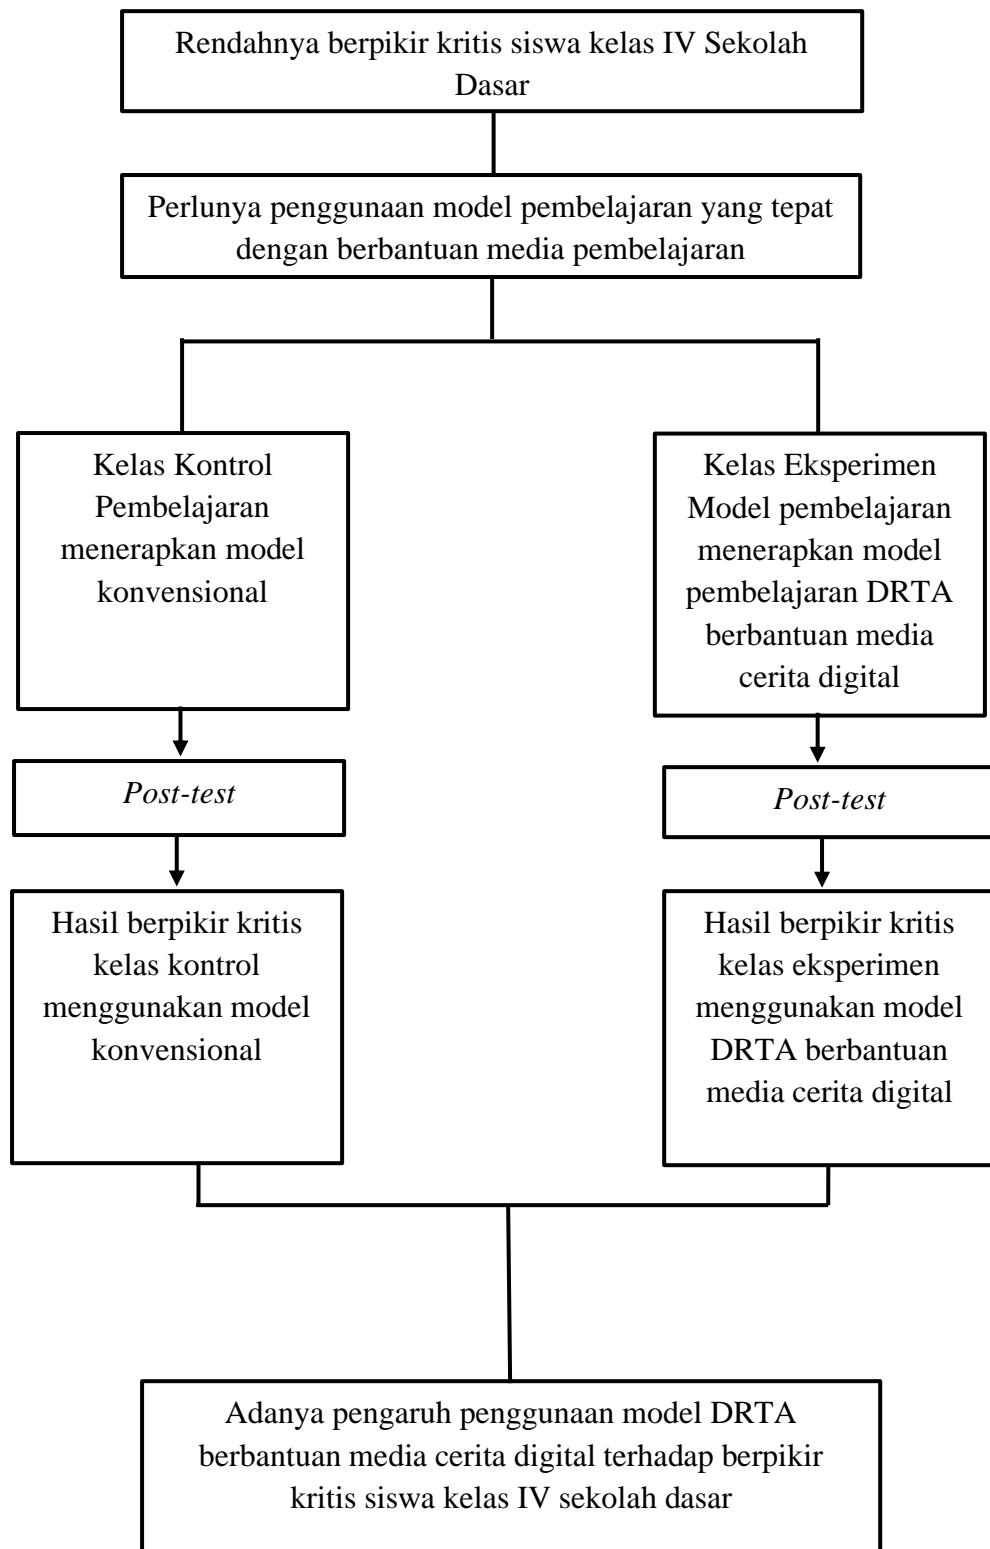 Rendahnya berpikir kritis siswa kelas IV Sekolah
Dasar
Perlunya penggunaan model pembelajaran yang tepat
dengan berbantuan media pembelajaran
Kelas Kontrol
Pembelajaran
menerapkan model
konvensional
Kelas Eksperimen
Model pembelajaran
menerapkan model
pembelajaran DRTA
berbantuan media
cerita digital
Post-test
Post-test
Hasil berpikir kritis
kelas kontrol
menggunakan model
konvensional
Hasil berpikir kritis
kelas eksperimen
menggunakan model
DRTA berbantuan
media cerita digital
Adanya pengaruh penggunaan model DRTA
berbantuan media cerita digital terhadap berpikir
kritis siswa kelas IV sekolah dasar